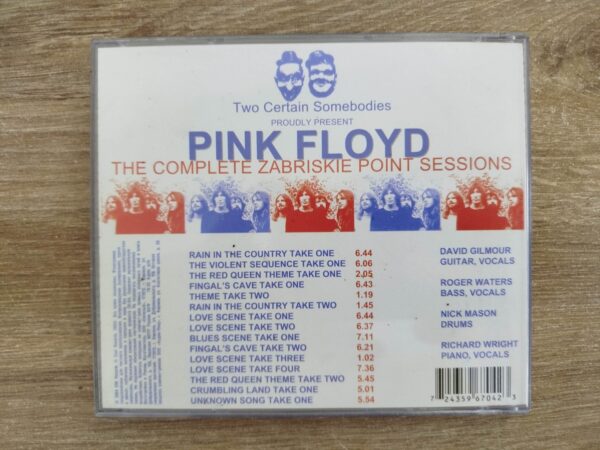 Two Certain Somebodies
PROUDLY PRESENT
PINK FLOYD
THE COMPLETE ZABRISKIE POINT SESSIONS
RAIN IN THE COUNTRY TAKE ONE 6.44
THE VIOLENT SEQUENCE TAKE ONE 6.06
THE RED QUEEN THEME TAKE ONE 2.05
FINGAL'S CAVE TAKE ONE 6.43
THEME TAKE TWO 1.19
RAIN IN THE COUNTRY TAKE TWO 1.45
LOVE SCENE TAKE ONE 6.44
LOVE SCENE TAKE TWO 6.37
BLUES SCENE TAKE ONE 7.11
FINGAL'S CAVE TAKE TWO 6.21
LOVE SCENE TAKE THREE 1.02
LOVE SCENE TAKE FOUR 7.36
THE RED QUEEN THEME TAKE TWO 5.45
CRUMBLING LAND TAKE ONE 5.01
UNKNOWN SONG TAKE ONE 5.54
DAVID GILMOUR
GUITAR, VOCALS
ROGER WATERS
BASS, VOCALS
NICK MASON
DRUMS
RICHARD WRIGHT
PIANO, VOCALS
7 24359 67042 3